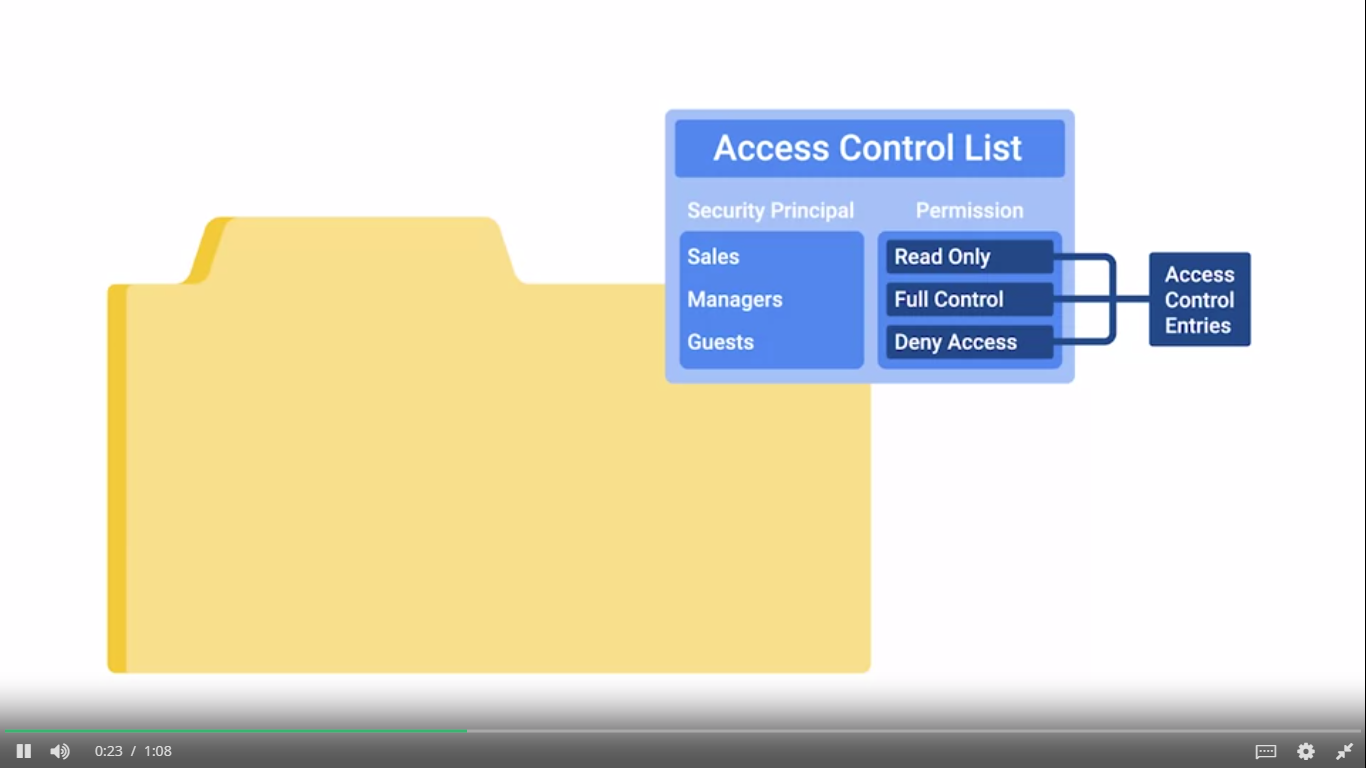 Access Control List
Security Principal Permission
Sales Read Only
Managers Full Control
Guests Deny Access
Access
Control
Entries
0:23 / 1:08